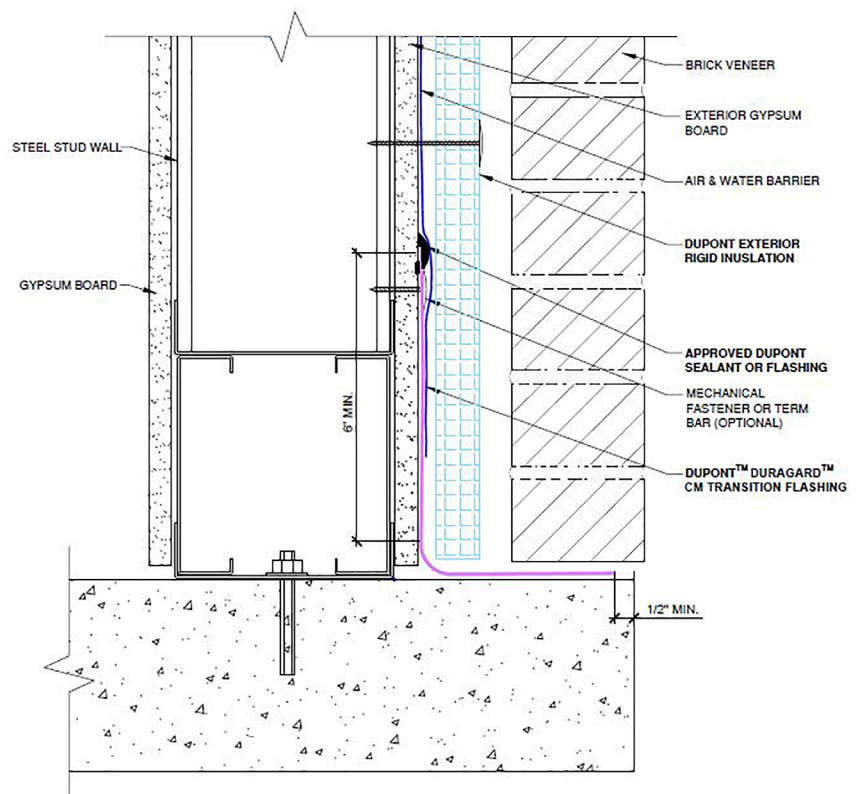 BRICK VENEER
EXTERIOR GYPSUM
BOARD
STEEL STUD WALL
AIR & WATER BARRIER
DUPONT EXTERIOR
RIGID INUSLATION
GYPSUM BOARD
APPROVED DUPONT
SEALANT OR FLASHING
MECHANICAL
FASTENER OR TERM
BAR (OPTIONAL)
6" MIN.
DUPONT™ DURAGARD™
CM TRANSITION FLASHING
1/2" MIN.